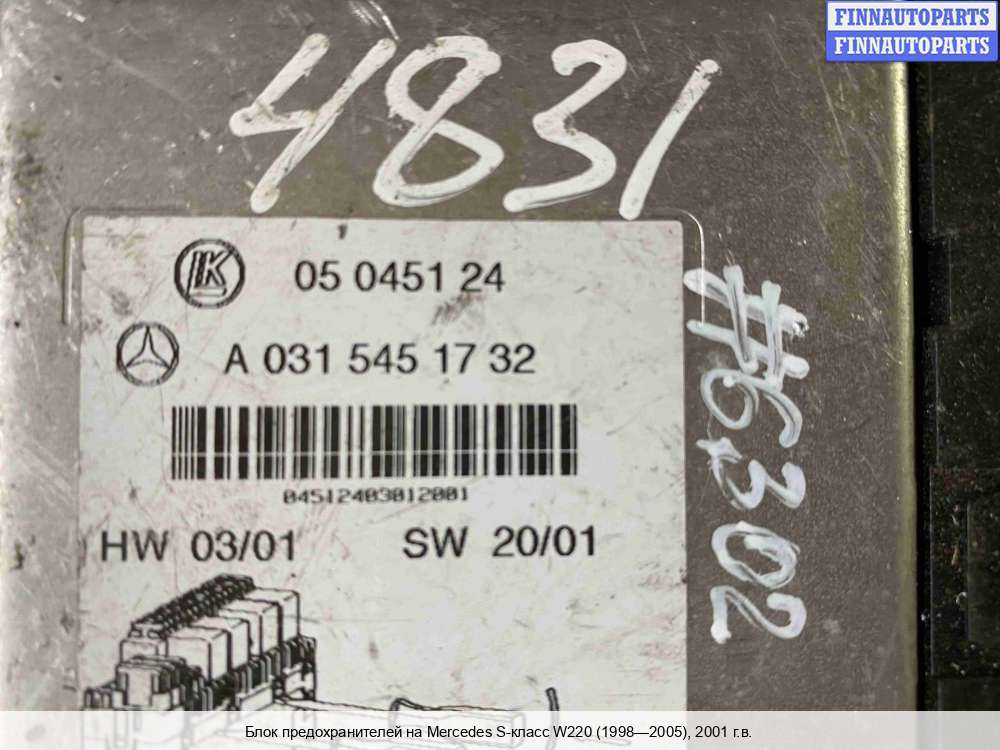 FINNAUTOPARTS
FINNAUTOPARTS
4831
LK
05 0451 24
A 031 545 17 32
04512403012001
HW 03/01
SW 20/01
#6302
Блок предохранителей на Mercedes S-класс W220 (1998—2005), 2001 г.в.